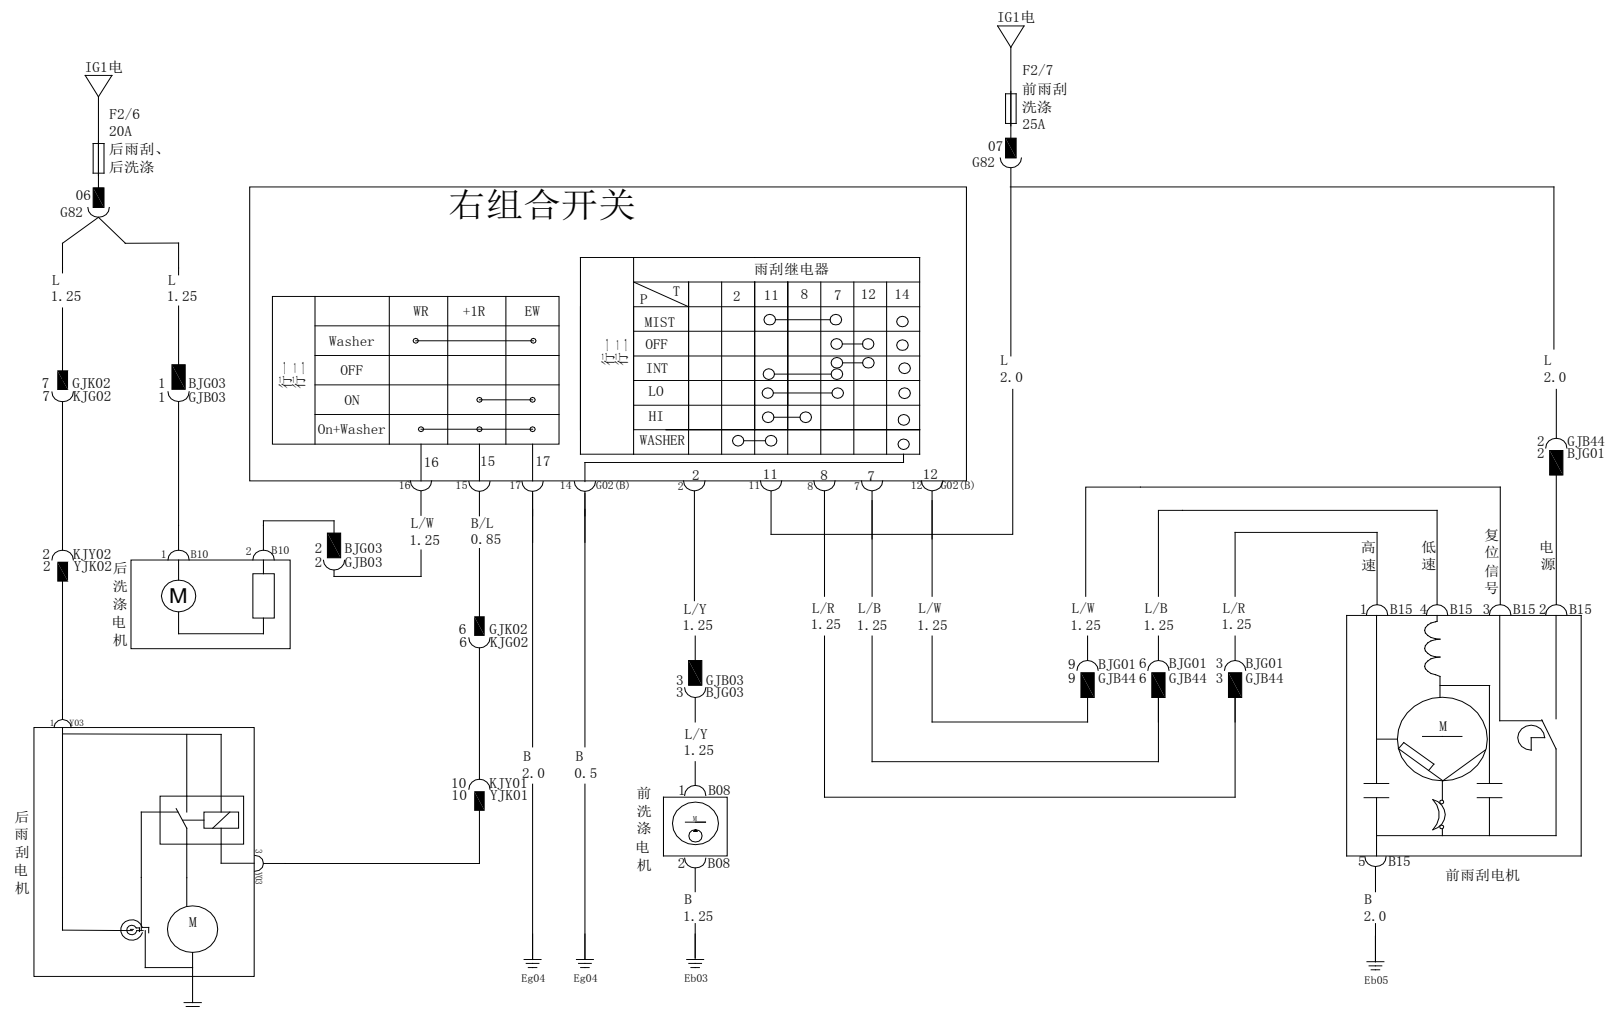 IG1电
F2/7
前雨刮
洗涤
25A
07
G82
IG1电
F2/6
20A
后雨刮、
后洗涤
06
G82
右组合开关
L
1.25
L
1.25
雨刮继电器
T
P
2
11
8
7
12
14
MIST
OFF
INT
LO
HI
WASHER
WR
+1R
EW
Washer
OFF
ON
On+Washer
16
15
17
2
11
8
7
12
16
15
17
14
G02(B)
2
11
8
7
12
G02(B)
L
2.0
L
2.0
2
GJB44
2
BJG01
7
GJK02
7
KJG02
1
BJG03
1
GJB03
2
KJY02
2
YJK02
1
B10
2
B10
后洗涤电机
M
2
BJG03
2
GJB03
L/W
1.25
B/L
0.85
6
GJK02
6
KJG02
10
KJY01
10
YJK01
B
2.0
B
0.5
L/Y
1.25
L/R
1.25
L/B
1.25
L/W
1.25
L/W
1.25
L/B
1.25
L/R
1.25
3
GJB03
3
BJG03
L/Y
1.25
9
BJG01
9
GJB44
6
BJG01
6
GJB44
3
BJG01
3
GJB44
高速
低速
复位信号
电源
1
B15
4
B15
3
B15
2
B15
M
5
B15
前雨刮电机
B
2.0
Eb05
1
B08
前洗涤电机
M
2
B08
B
1.25
Eb03
Eg04
Eg04
1
Y03
后雨刮电机
3
Y03
M